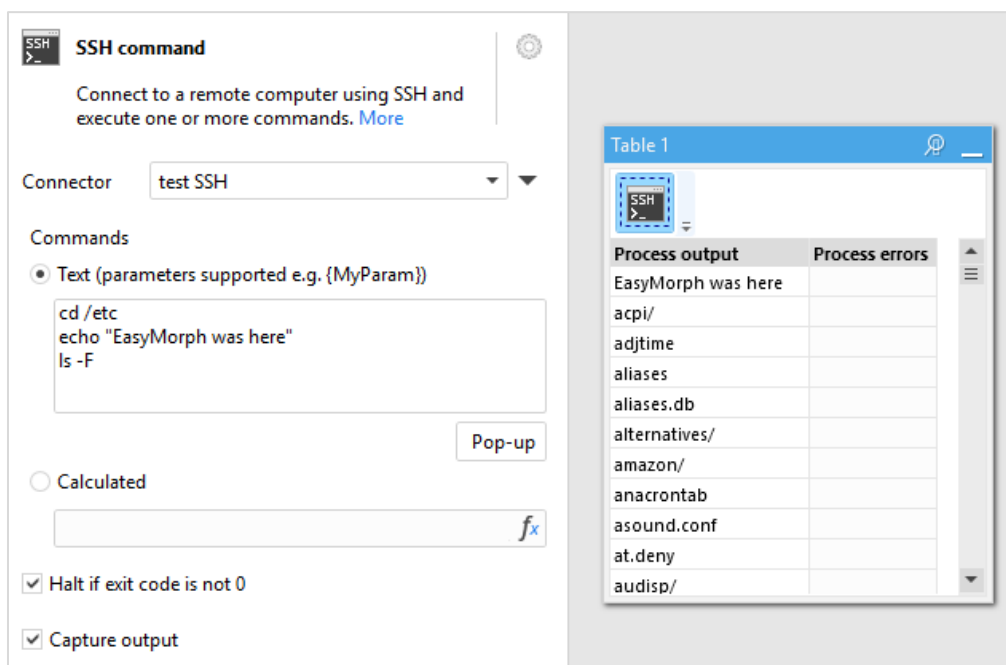 SSH
>_
SSH command
Connect to a remote computer using SSH and
execute one or more commands. More
Connector
test SSH
Commands
Text (parameters supported e.g. {MyParam})
cd /etc
echo "EasyMorph was here"
ls -F
Pop-up
Calculated
fx
Halt if exit code is not 0
Capture output
Table 1
SSH
>_
Process output Process errors
EasyMorph was here
acpi/
adjtime
aliases
aliases.db
alternatives/
amazon/
anacrontab
asound.conf
at.deny
audisp/